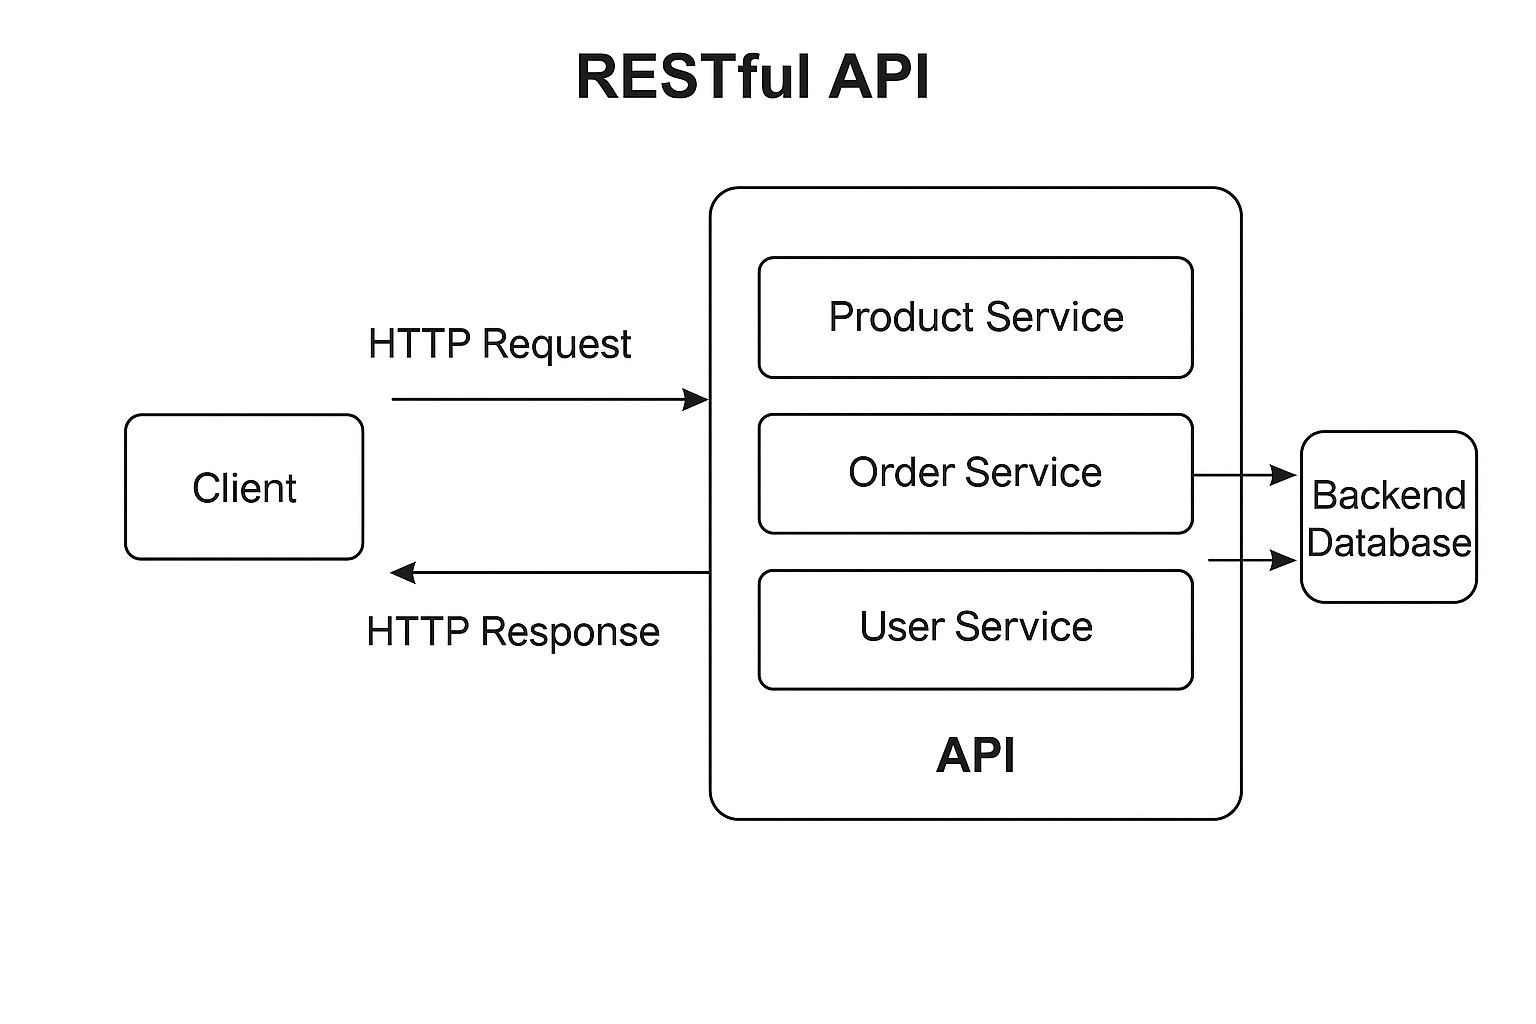 RESTful API
HTTP Request
Client
HTTP Response
Product Service
Order Service
User Service
API
Backend
Database